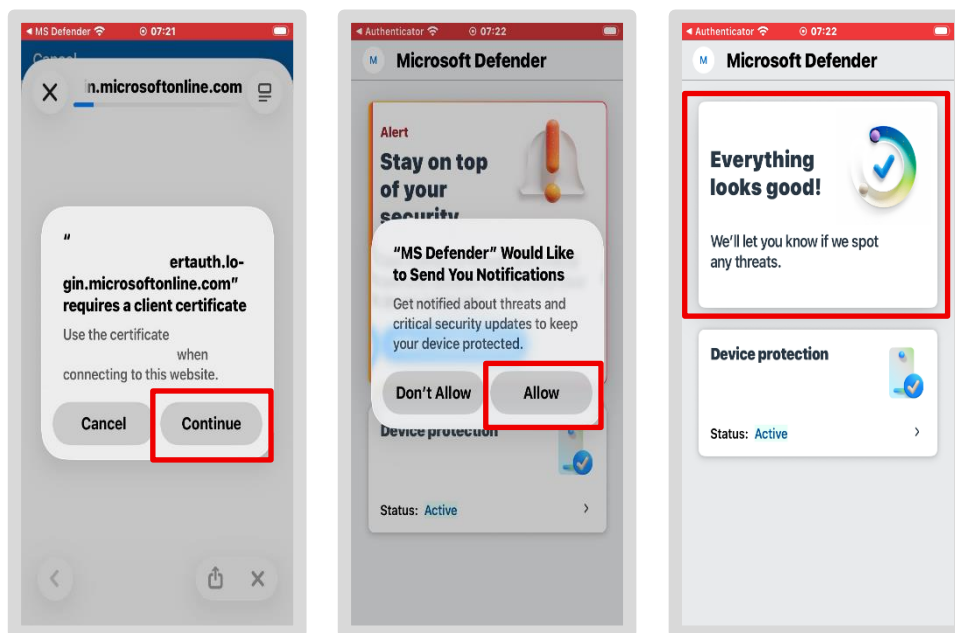 MS Defender 07:21
Cancel
n.microsoftonline.com
"
ertauth.lo-
gin.microsoftonline.com"
requires a client certificate
Use the certificate
when
connecting to this website.
Cancel Continue
Authenticator 07:22
M Microsoft Defender
Alert
Stay on top
of your
security
"MS Defender" Would Like
to Send You Notifications
Get notified about threats and
critical security updates to keep
your device protected.
Don't Allow Allow
Device protection
Status: Active
Authenticator 07:22
M Microsoft Defender
Everything
looks good!
We'll let you know if we spot
any threats.
Device protection
Status: Active